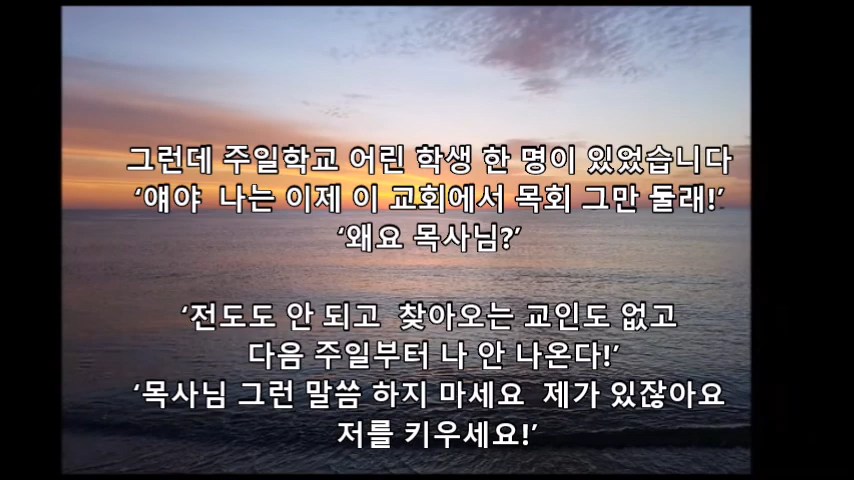 그런데 주일학교 어린 학생 한 명이 있었습니다
‘얘야 나는 이제 이 교회에서 목회 그만 둘래!’
‘왜요 목사님?’
‘전도도 안 되고 찾아오는 교인도 없고
다음 주일부터 나 안 나온다!’
‘목사님 그런 말씀 하지 마세요 제가 있잖아요
저를 키우세요!’